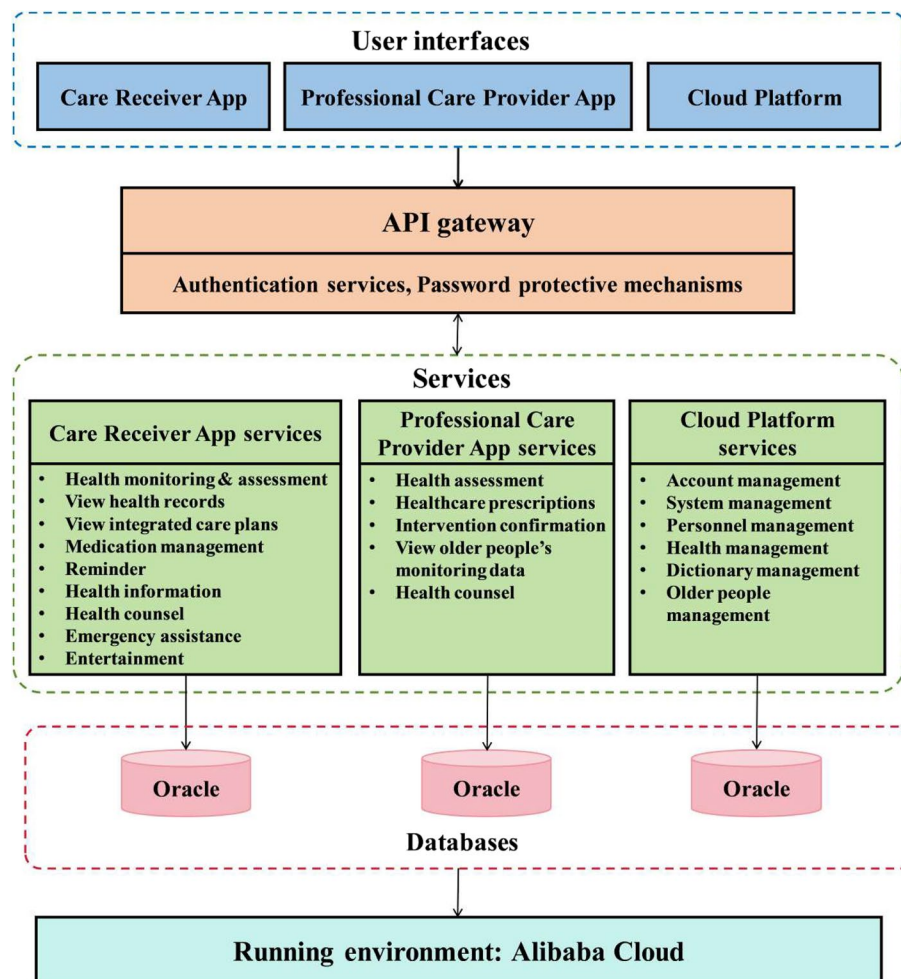 User interfaces
Care Receiver App
Professional Care Provider App
Cloud Platform
API gateway
Authentication services, Password protective mechanisms
Services
Care Receiver App services
• Health monitoring & assessment
• View health records
• View integrated care plans
• Medication management
• Reminder
• Health information
• Health counsel
• Emergency assistance
• Entertainment
Professional Care
Provider App services
• Health assessment
• Healthcare prescriptions
• Intervention confirmation
• View older people's
monitoring data
• Health counsel
Cloud Platform
services
• Account management
• System management
• Personnel management
• Health management
• Dictionary management
• Older people
management
Oracle
Oracle
Oracle
Databases
Running environment: Alibaba Cloud